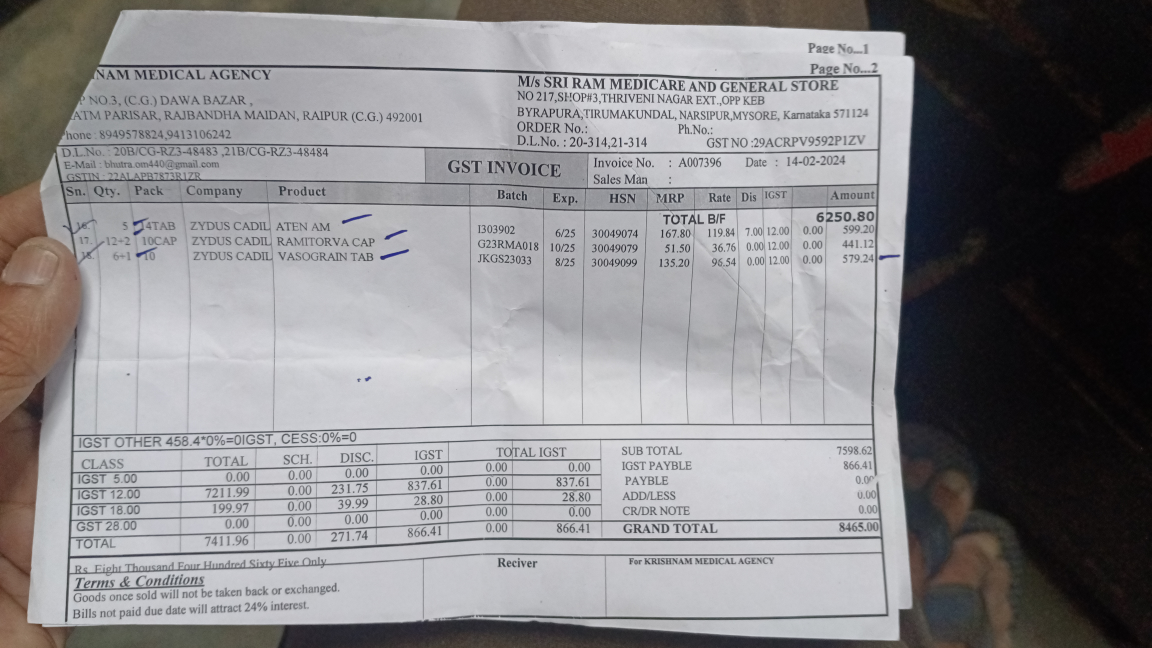 Page No...1
Page No...2
NAM MEDICAL AGENCY
P NO.3, (C.G.) DAWA BAZAR ,
ATM PARISAR, RAJBANDHA MAIDAN, RAIPUR (C.G.) 492001
hone : 8949578824,9413106242
D.L.No. : 20B/CG-RZ3-48483 ,21B/CG-RZ3-48484
E-Mail : bhutra.om440@gmail.com
GSTIN : 22ALAPB7873R1ZR
M/s SRI RAM MEDICARE AND GENERAL STORE
NO 217,SHOP#3,THRIVENI NAGAR EXT.,OPP KEB
BYRAPURA,TIRUMAKUNDAL, NARSIPUR,MYSORE, Karnataka 571124
ORDER No.: Ph.No.:
D.L.No. : 20-314,21-314 GST NO :29ACRPV9592P1ZV
GST INVOICE
Invoice No. : A007396 Date : 14-02-2024
Sales Man :
Sn. Qty. Pack Company Product Batch Exp. HSN MRP Rate Dis IGST Amount
TOTAL B/F 6250.80
16. 5 14TAB ZYDUS CADIL ATEN AM I303902 6/25 30049074 167.80 119.84 7.00 12.00 0.00 599.20
17. 12+2 10CAP ZYDUS CADIL RAMITORVA CAP G23RMA018 10/25 30049079 51.50 36.76 0.00 12.00 0.00 441.12
18. 6+1 10 ZYDUS CADIL VASOGRAIN TAB JKGS23033 8/25 30049099 135.20 96.54 0.00 12.00 0.00 579.24
IGST OTHER 458.4*0%=0IGST, CESS:0%=0
CLASS TOTAL SCH. DISC. IGST TOTAL IGST
IGST 5.00 0.00 0.00 0.00 0.00 0.00 0.00
IGST 12.00 7211.99 0.00 231.75 837.61 0.00 837.61
IGST 18.00 199.97 0.00 39.99 28.80 0.00 28.80
GST 28.00 0.00 0.00 0.00 0.00 0.00 0.00
TOTAL 7411.96 0.00 271.74 866.41 0.00 866.41
SUB TOTAL 7598.62
IGST PAYBLE 866.41
PAYBLE 0.00
ADD/LESS 0.00
CR/DR NOTE 0.00
GRAND TOTAL 8465.00
Rs. Eight Thousand Four Hundred Sixty Five Only
Terms & Conditions
Goods once sold will not be taken back or exchanged.
Bills not paid due date will attract 24% interest.
Reciver
For KRISHNAM MEDICAL AGENCY